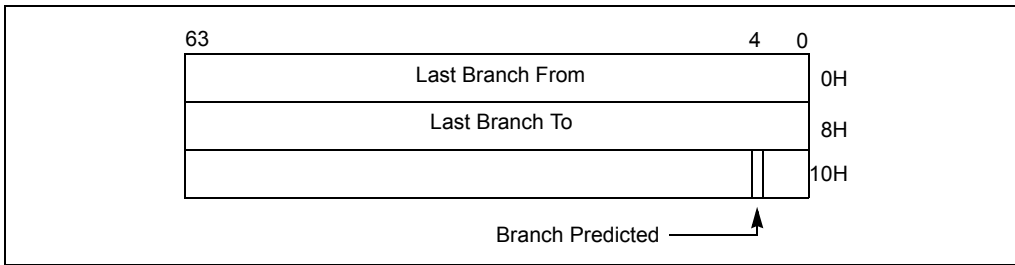 63 4 0
Last Branch From 0H
Last Branch To 8H
10H
Branch Predicted